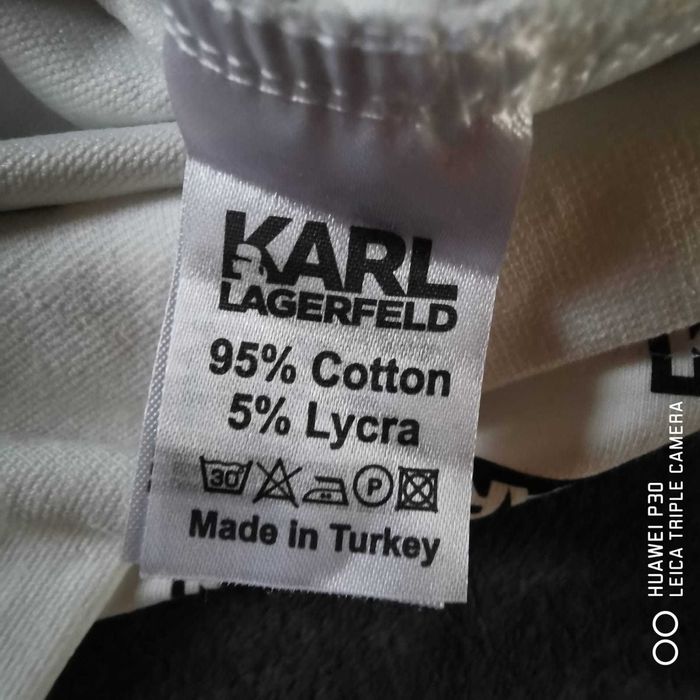 KARL
LAGERFELD
95% Cotton
5% Lycra
30 P
Made in Turkey
HUAWEI P30
LEICA TRIPLE CAMERA